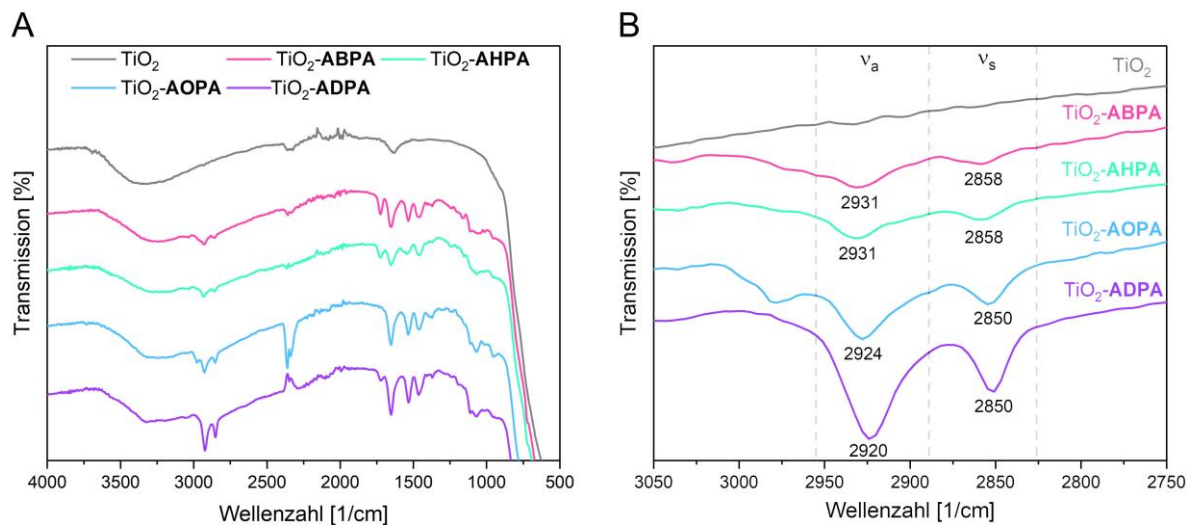 A
TiO₂
TiO₂-ABPA
TiO₂-AHPA
TiO₂-AOPA
TiO₂-ADPA
Transmission [%]
4000 3500 3000 2500 2000 1500 1000 500
Wellenzahl [1/cm]
B
νₐ
νₛ
TiO₂
TiO₂-ABPA
2931
2858
TiO₂-AHPA
2931
2858
TiO₂-AOPA
2924
2850
TiO₂-ADPA
2920
2850
Transmission [%]
3050 3000 2950 2900 2850 2800 2750
Wellenzahl [1/cm]